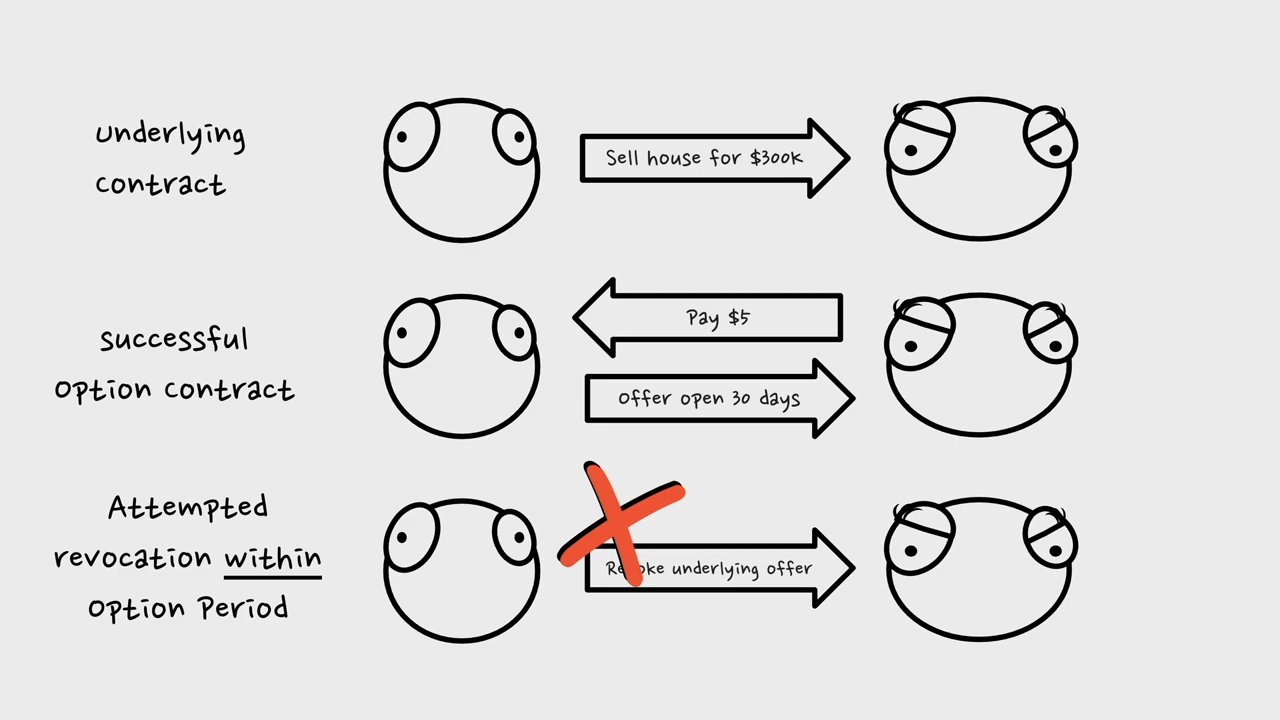 underlying
contract
Sell house for $300k
successful
Option Contract
Pay $5
Offer open 30 days
Attempted
revocation within
Option Period
Revoke underlying offer